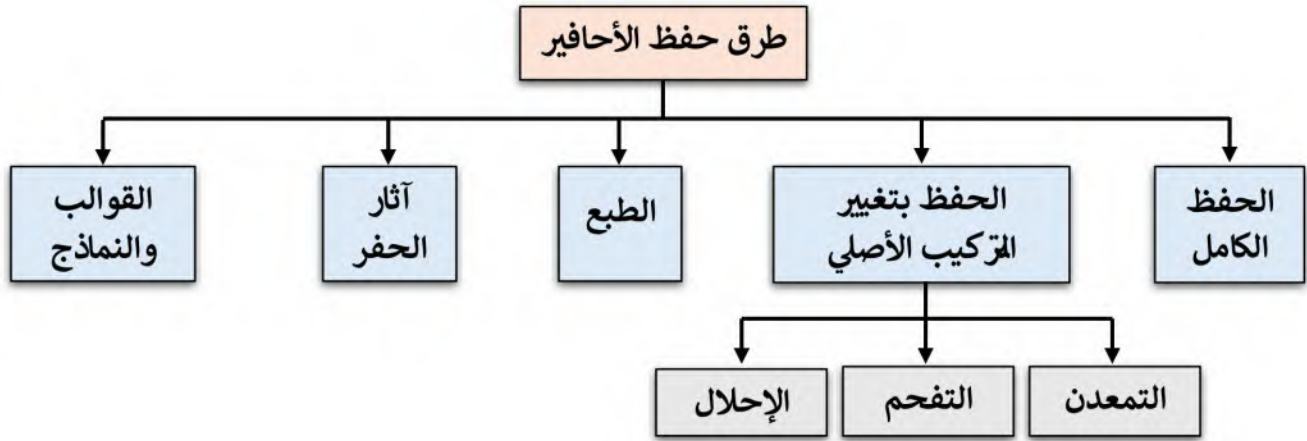 طرق حفظ الأحافير
الحفظ
الكامل
الحفظ بتغيير
التركيب الأصلي
الطبع
آثار
الحفر
القوالب
والنماذج
التمعدن
التفحم
الإحلال